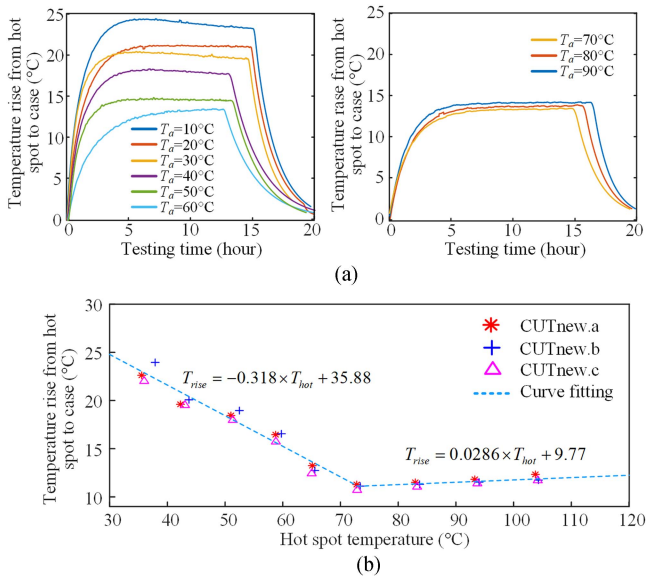 Temperature rise from hot
spot to case (°C)
25
20
15
10
5
0
Ta=10°C
Ta=20°C
Ta=30°C
Ta=40°C
Ta=50°C
Ta=60°C
0 5 10 15 20
Testing time (hour)
Temperature rase from hot
spot to case (°C)
25
20
15
10
5
0
Ta=70°C
Ta=80°C
Ta=90°C
0 5 10 15 20
Testing time (hour)
(a)
Temperature rise from hot
spot to case (°C)
30
25
20
15
10
CUTnew.a
CUTnew.b
CUTnew.c
Curve fitting
Trise = −0.318×Thot + 35.88
Trise = 0.0286×Thot + 9.77
30 40 50 60 70 80 90 100 110 120
Hot spot temperature (°C)
(b)